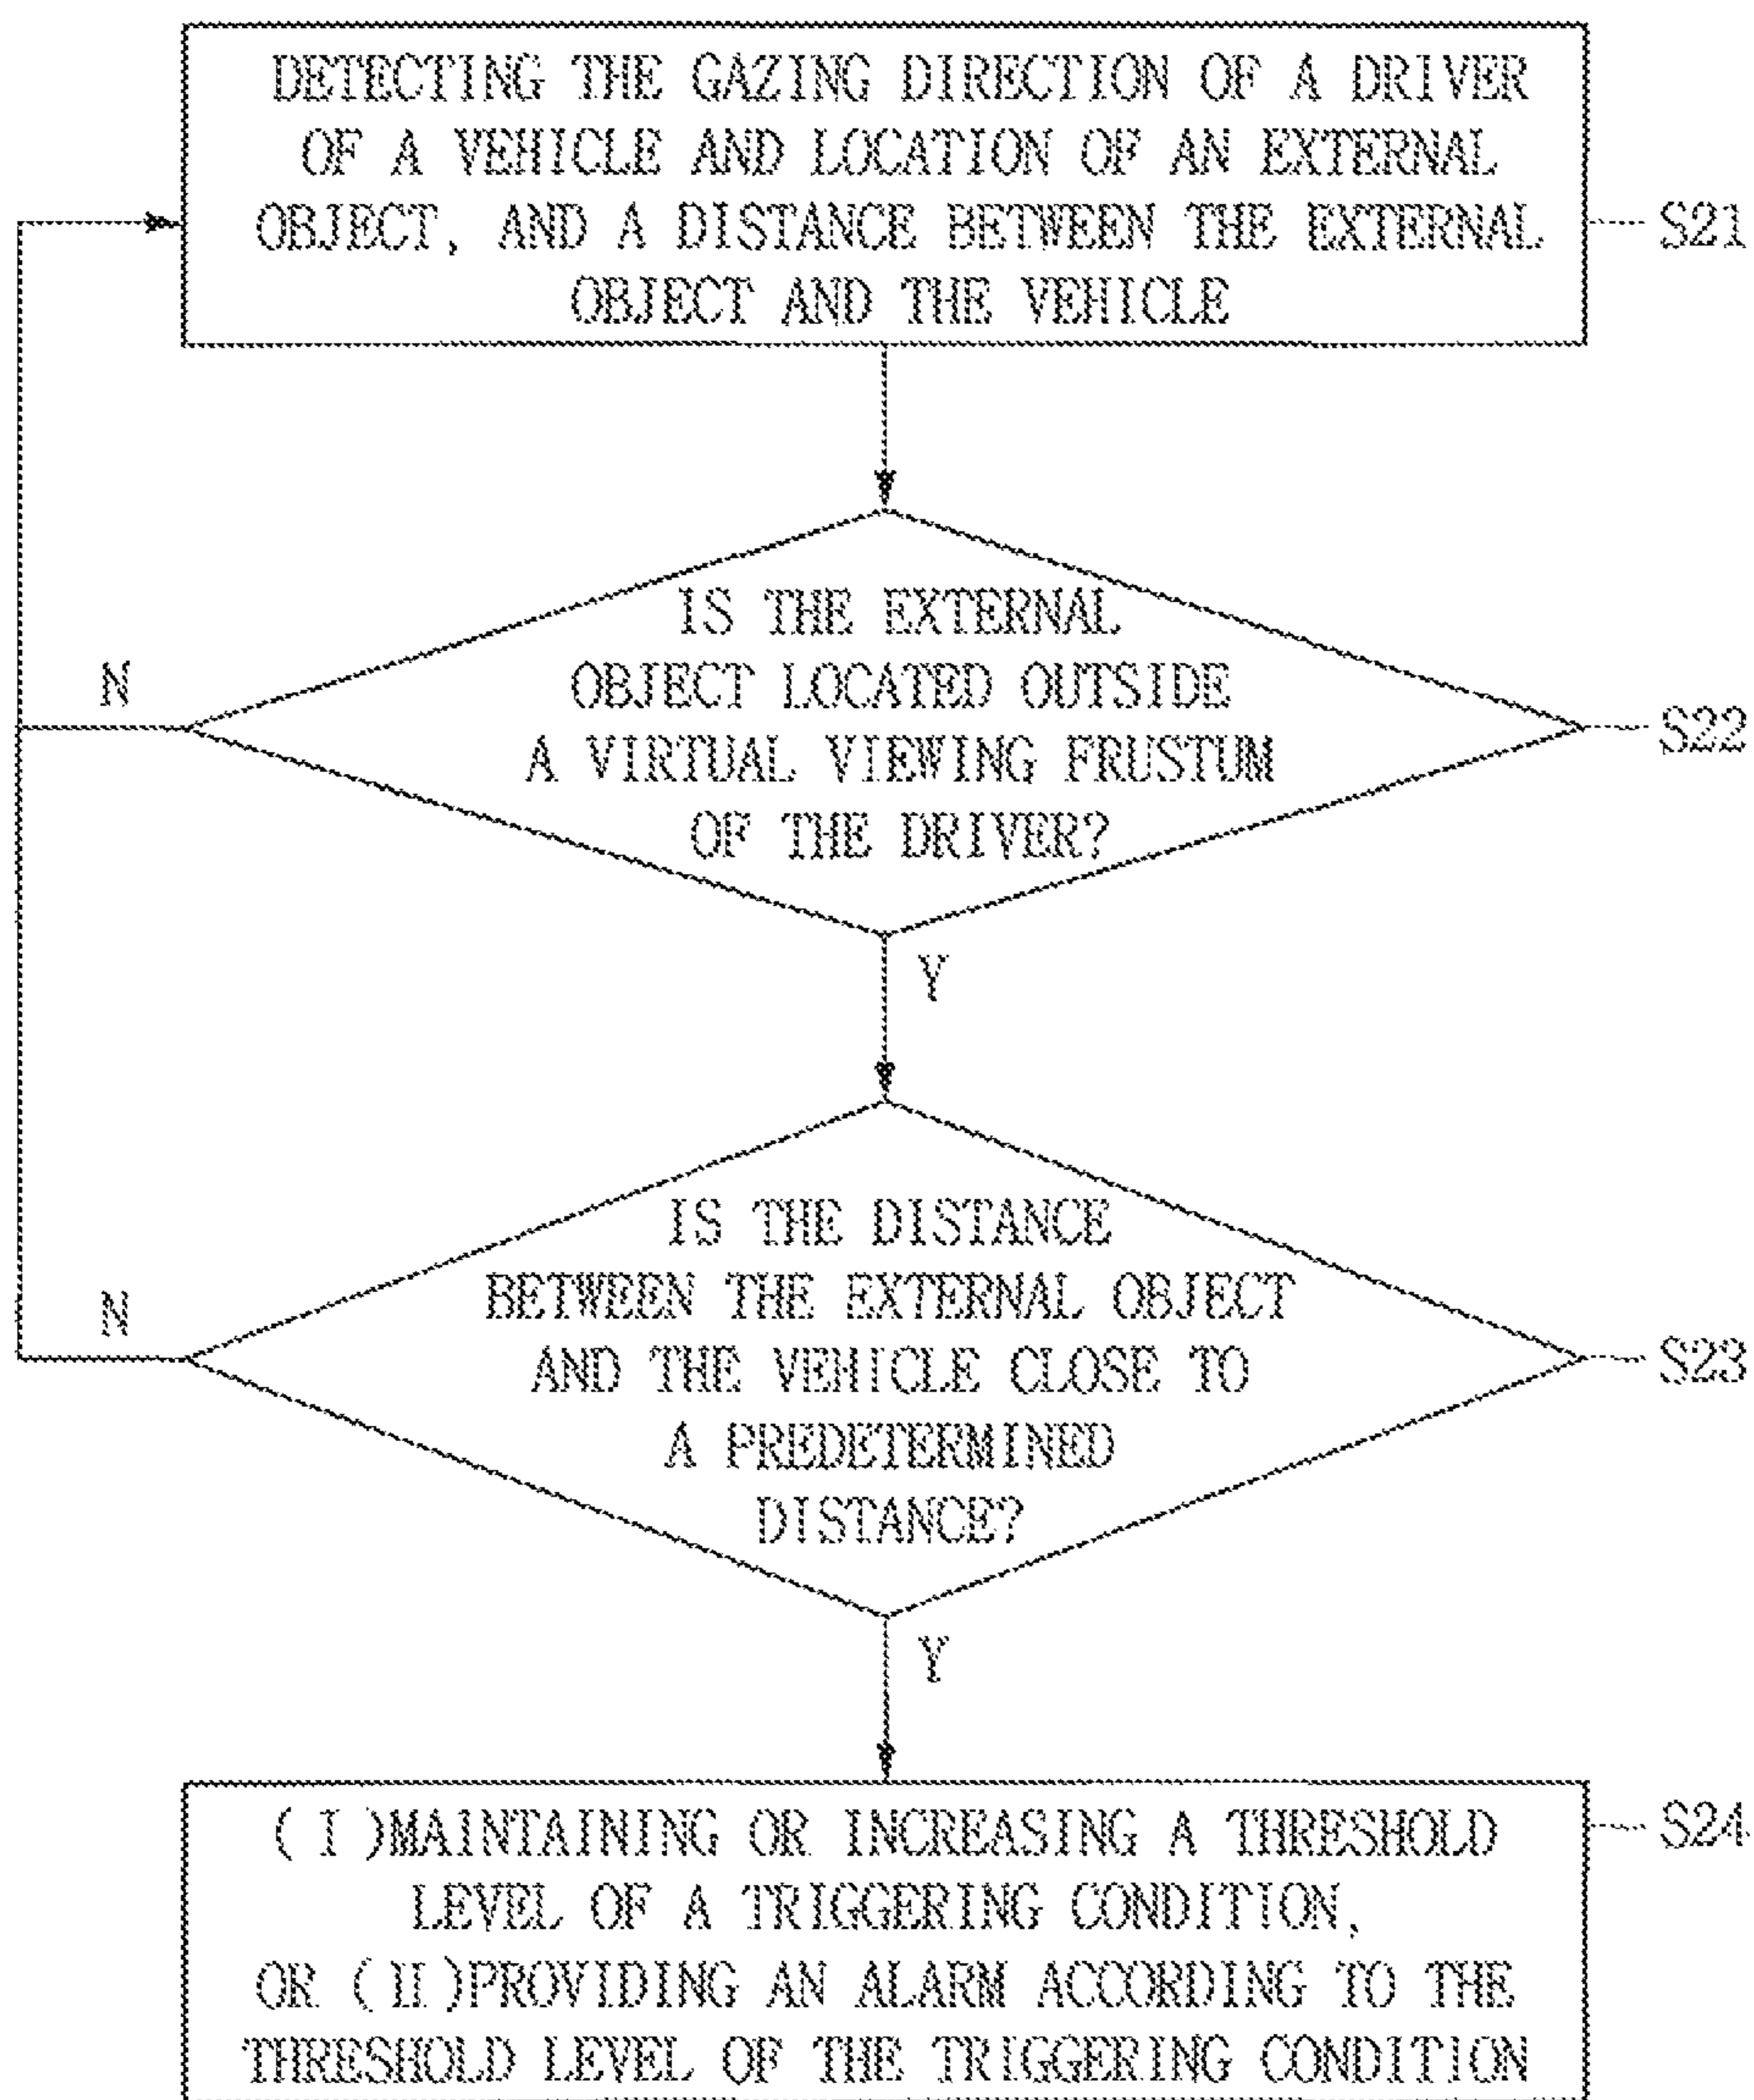 DETECTING THE GAZING DIRECTION OF A DRIVER
OF A VEHICLE AND LOCATION OF AN EXTERNAL
OBJECT, AND A DISTANCE BETWEEN THE EXTERNAL
OBJECT AND THE VEHICLE
S21
IS THE EXTERNAL
OBJECT LOCATED OUTSIDE
A VIRTUAL VIEWING FRUSTUM
OF THE DRIVER?
N
S22
Y
IS THE DISTANCE
BETWEEN THE EXTERNAL OBJECT
AND THE VEHICLE CLOSE TO
A PREDETERMINED
DISTANCE?
N
S23
Y
(I)MAINTAINING OR INCREASING A THRESHOLD
LEVEL OF A TRIGGERING CONDITION,
OR (II)PROVIDING AN ALARM ACCORDING TO THE
THRESHOLD LEVEL OF THE TRIGGERING CONDITION
S24